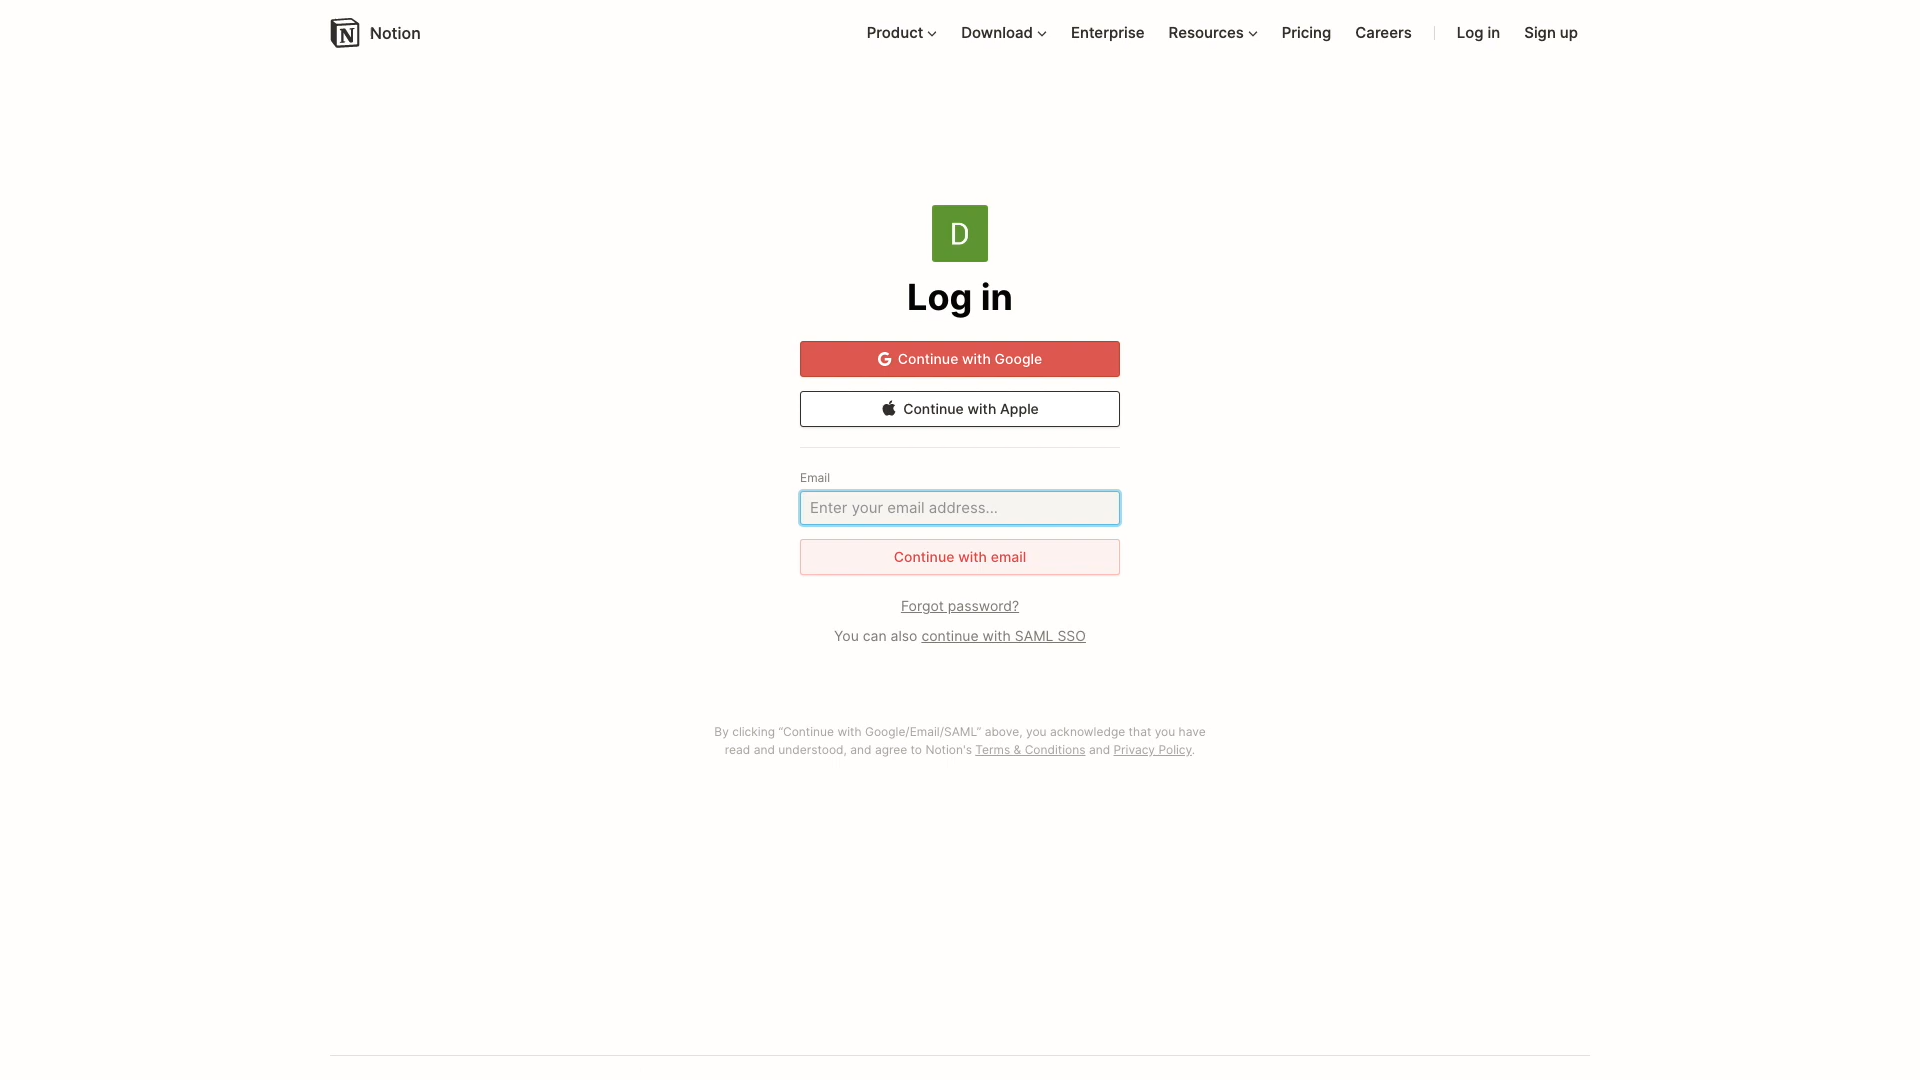 Notion
Product Download Enterprise Resources Pricing Careers Log in Sign up
D
Log in
Continue with Google
Continue with Apple
Email
Enter your email address...
Continue with email
Forgot password?
You can also continue with SAML SSO
By clicking “Continue with Google/Email/SAML” above, you acknowledge that you have
read and understood, and agree to Notion's Terms & Conditions and Privacy Policy.